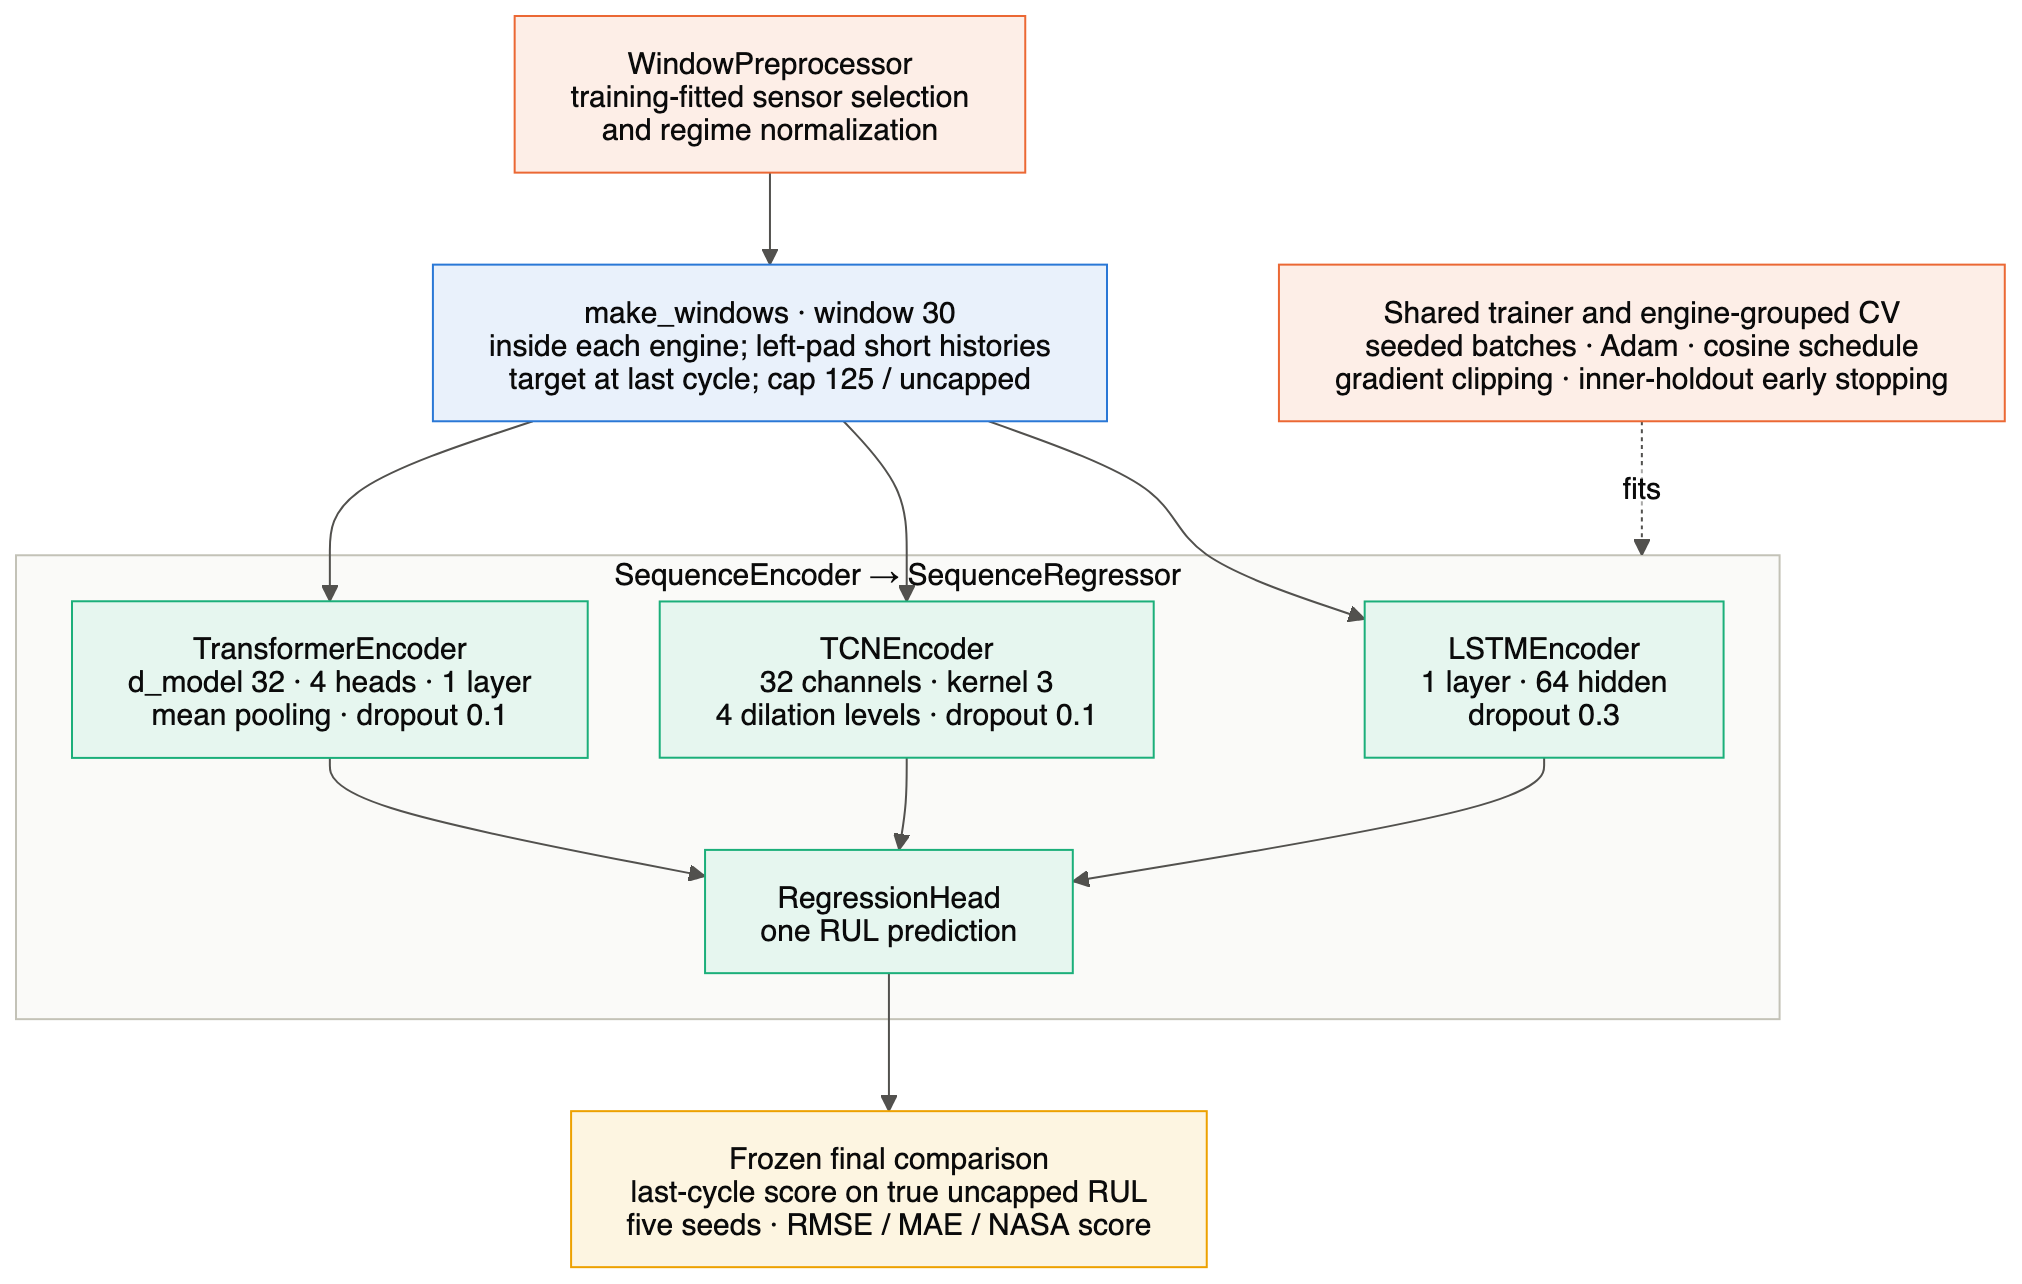 WindowPreprocessor
training-fitted sensor selection
and regime normalization
make_windows · window 30
inside each engine; left-pad short histories
target at last cycle; cap 125 / uncapped
Shared trainer and engine-grouped CV
seeded batches · Adam · cosine schedule
gradient clipping · inner-holdout early stopping
fits
SequenceEncoder → SequenceRegressor
TransformerEncoder
d_model 32 · 4 heads · 1 layer
mean pooling · dropout 0.1
TCNEncoder
32 channels · kernel 3
4 dilation levels · dropout 0.1
LSTMEncoder
1 layer · 64 hidden
dropout 0.3
RegressionHead
one RUL prediction
Frozen final comparison
last-cycle score on true uncapped RUL
five seeds · RMSE / MAE / NASA score